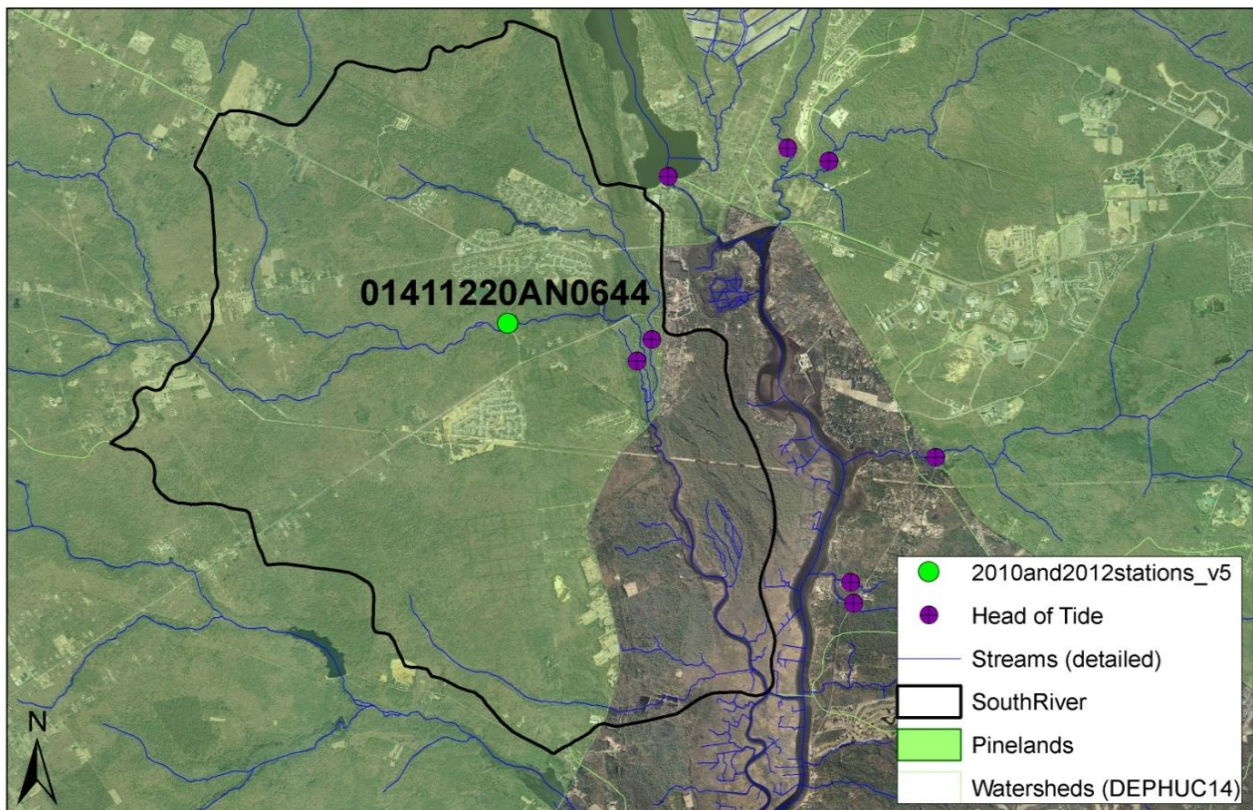 01411220AN0644
2010and2012stations_v5
Head of Tide
Streams (detailed)
SouthRiver
Pinelands
Watersheds (DEPHUC14)
N